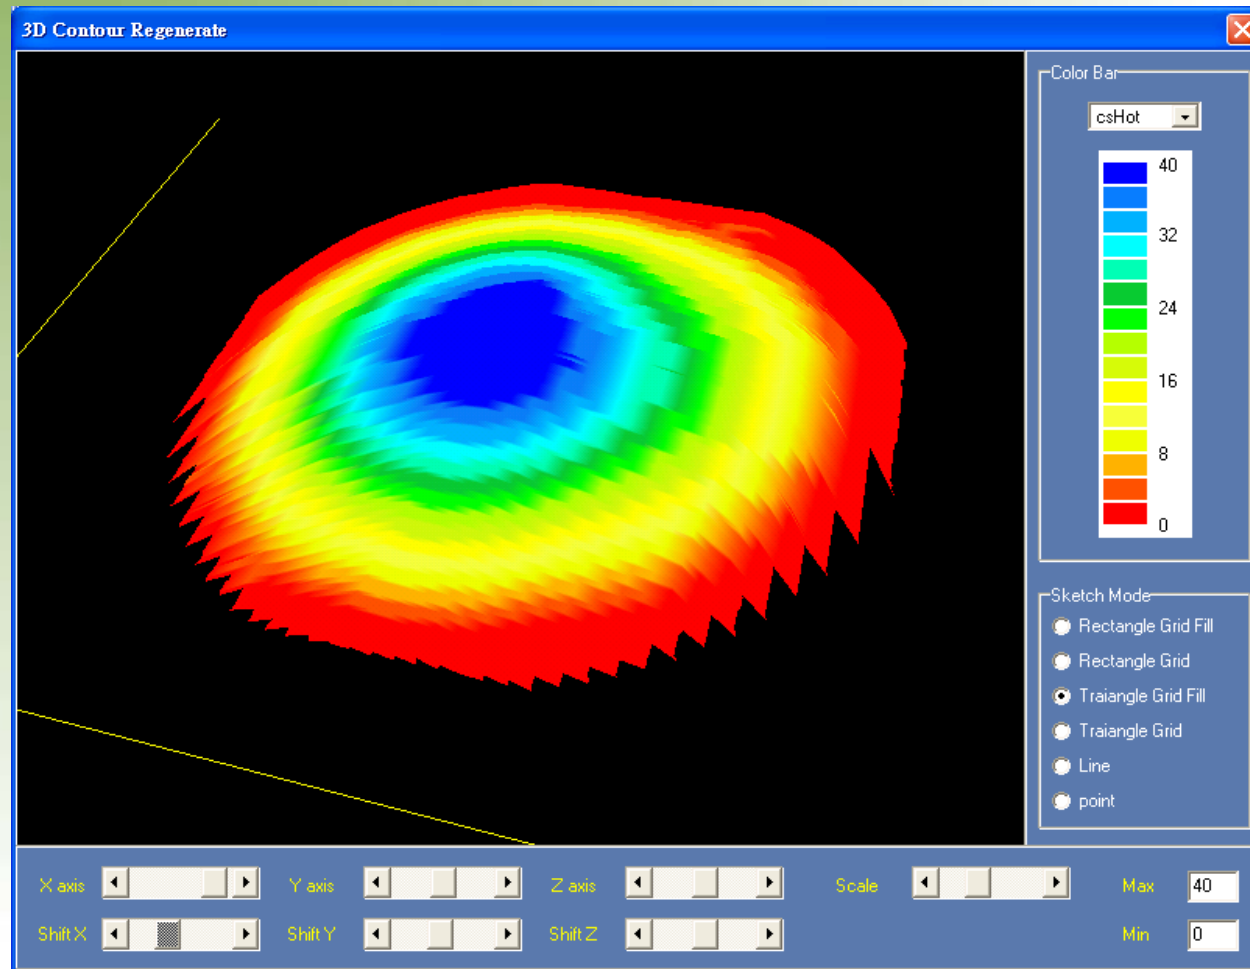 3D Contour Regenerate
Color Bar
csHot
40
32
24
16
8
0
Sketch Mode
Rectangle Grid Fill
Rectangle Grid
Traiangle Grid Fill
Traiangle Grid
Line
point
X axis Y axis Z axis Scale Max 40
Shift X Shift Y Shift Z Min 0